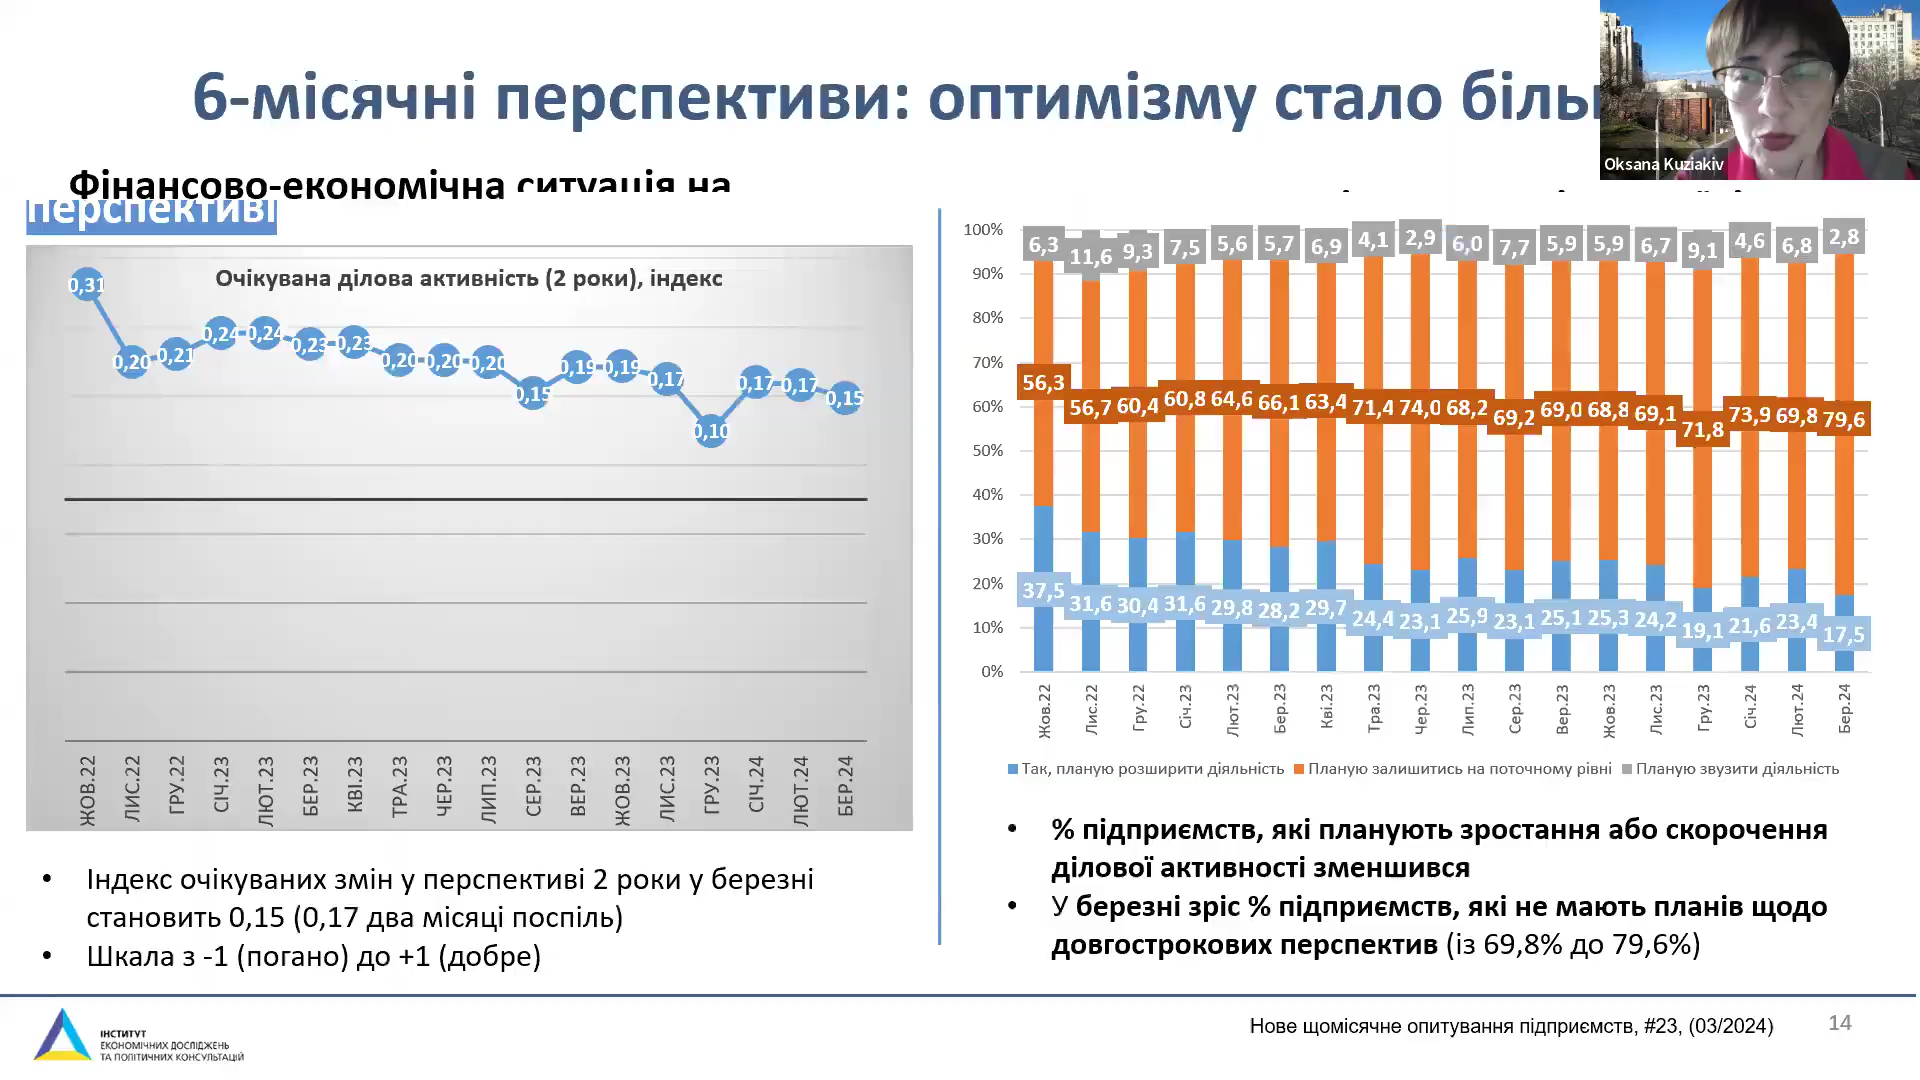 6-місячні перспективи: оптимізму стало
Oksana Kuziakiv
Фінансово-економічна ситуація на
перспективі
Очікувана ділова активність (2 роки), індекс
0,31 0,20 0,21 0,24 0,24 0,23 0,23 0,20 0,20 0,20 0,15 0,19 0,19 0,17 0,10 0,17 0,17 0,15
ЖОВ.22 ЛИС.22 ГРУ.22 СІЧ.23 ЛЮТ.23 БЕР.23 КВІ.23 ТРА.23 ЧЕР.23 ЛИП.23 СЕР.23 ВЕР.23 ЖОВ.23 ЛИС.23 ГРУ.23 СІЧ.24 ЛЮТ.24 БЕР.24
• Індекс очікуваних змін у перспективі 2 роки у березні
становить 0,15 (0,17 два місяці поспіль)
• Шкала з -1 (погано) до +1 (добре)
100%
90%
80%
70%
60%
50%
40%
30%
20%
10%
0%
6,3 11,6 9,3 7,5 5,6 5,7 6,9 4,1 2,9 6,0 7,7 5,9 5,9 6,7 9,1 4,6 6,8 2,8
56,3 56,7 60,4 60,8 64,6 66,1 63,4 71,4 74,0 68,2 69,2 69,0 68,8 69,1 71,8 73,9 69,8 79,6
37,5 31,6 30,4 31,6 29,8 28,2 29,7 24,4 23,1 25,9 23,1 25,1 25,3 24,2 19,1 21,6 23,4 17,5
Жов.22 Лис.22 Гру.22 Січ.23 Лют.23 Бер.23 Кві.23 Тра.23 Чер.23 Лип.23 Сер.23 Вер.23 Жов.23 Лис.23 Гру.23 Січ.24 Лют.24 Бер.24
Так, планую розширити діяльність Планую залишитись на поточному рівні Планую звузити діяльність
• % підприємств, які планують зростання або скорочення
ділової активності зменшився
• У березні зріс % підприємств, які не мають планів щодо
довгострокових перспектив (із 69,8% до 79,6%)
ІНСТИТУТ
ЕКОНОМІЧНИХ ДОСЛІДЖЕНЬ
ТА ПОЛІТИЧНИХ КОНСУЛЬТАЦІЙ
Нове щомісячне опитування підприємств, #23, (03/2024)
14